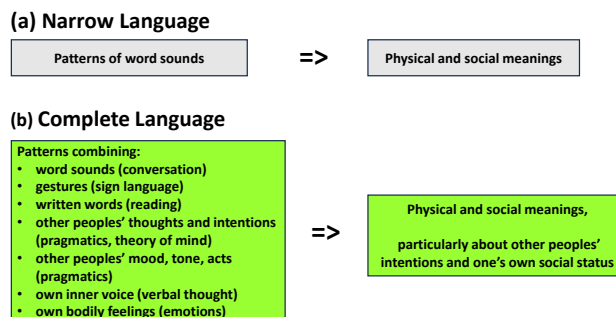 (a) Narrow Language
Patterns of word sounds => Physical and social meanings
(b) Complete Language
Patterns combining:
• word sounds (conversation)
• gestures (sign language)
• written words (reading)
• other peoples’ thoughts and intentions
(pragmatics, theory of mind)
• other peoples’ mood, tone, acts
(pragmatics)
• own inner voice (verbal thought)
• own bodily feelings (emotions)
=>
Physical and social meanings,
particularly about other peoples’
intentions and one’s own social status